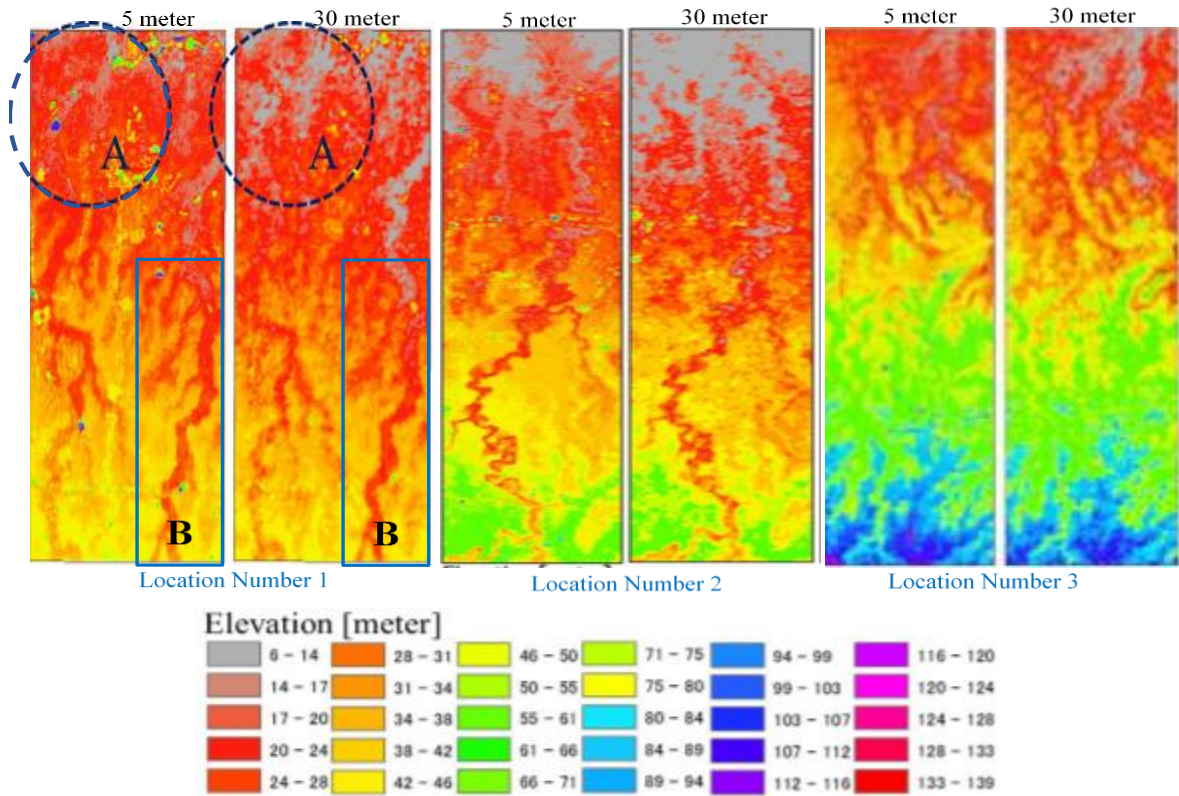 5 meter 30 meter 5 meter 30 meter 5 meter 30 meter
A A
B B
Location Number 1 Location Number 2 Location Number 3
Elevation [meter]
6 - 14 28 - 31 46 - 50 71 - 75 94 - 99 116 - 120
14 - 17 31 - 34 50 - 55 75 - 80 99 - 103 120 - 124
17 - 20 34 - 38 55 - 61 80 - 84 103 - 107 124 - 128
20 - 24 38 - 42 61 - 66 84 - 89 107 - 112 128 - 133
24 - 28 42 - 46 66 - 71 89 - 94 112 - 116 133 - 139